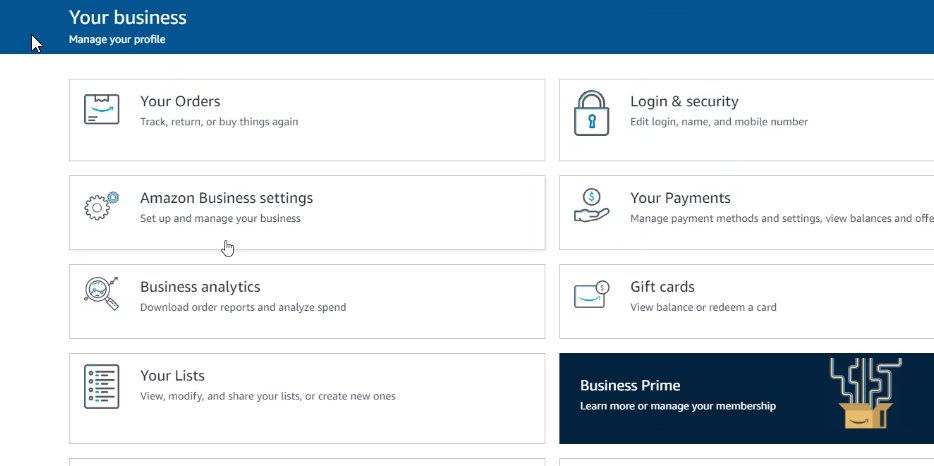 Your business
Manage your profile
Your Orders
Track, return, or buy things again
Login & security
Edit login, name, and mobile number
Amazon Business settings
Set up and manage your business
Your Payments
Manage payment methods and settings, view balances and offe
Business analytics
Download order reports and analyze spend
Gift cards
View balance or redeem a card
Your Lists
View, modify, and share your lists, or create new ones
Business Prime
Learn more or manage your membership